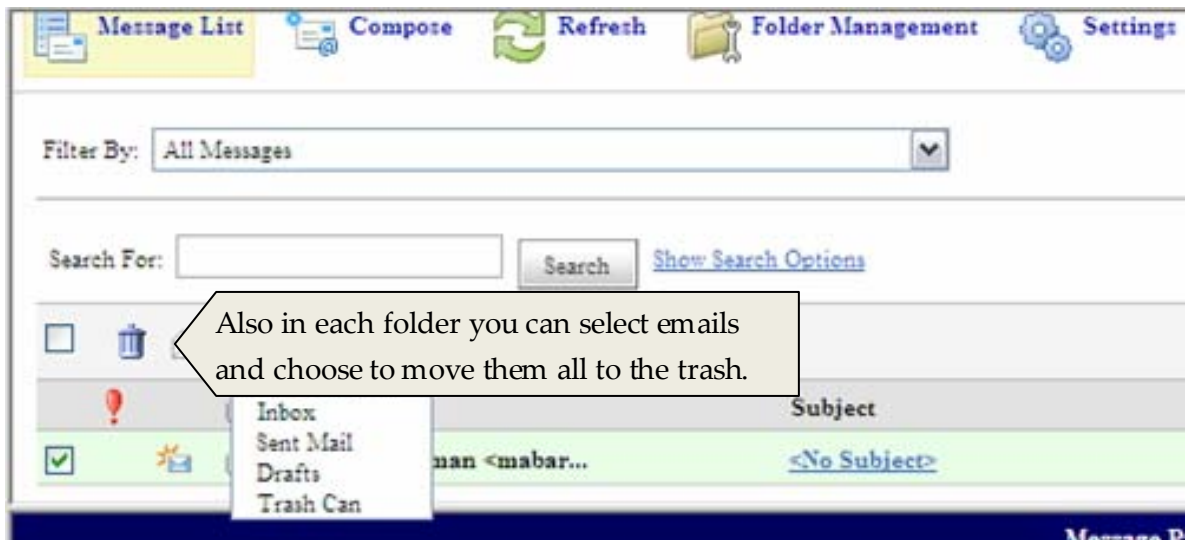 Message List Compose Refresh Folder Management Settings
Filter By: All Messages
Search For: Search Show Search Options
Also in each folder you can select emails
and choose to move them all to the trash.
Subject
Inbox
Sent Mail
man <mabar... <No Subject>
Drafts
Trash Can
Message